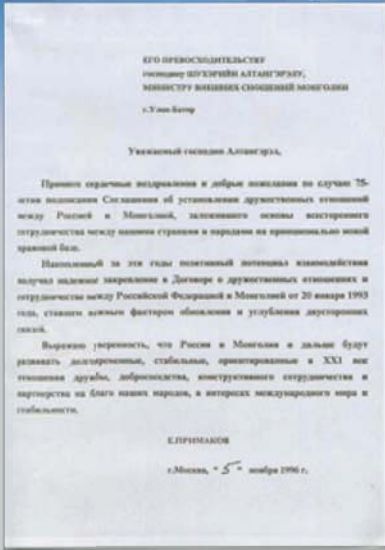 ЕГО ПРЕВОСХОДИТЕЛЬСТВУ
господину ШУХЭРИЙН АЛТАНГЭРЭЛУ,
МИНИСТРУ ВНЕШНИХ СНОШЕНИЙ МОНГОЛИИ
г.Улан-Батор
Уважаемый господин Алтангэрэл,
Примите сердечные поздравления и добрые пожелания по случаю 75-
летия подписания Соглашения об установлении дружественных отношений
между Россией и Монголией, заложившего основы всестороннего
сотрудничества между нашими странами и народами на принципиально новой
правовой базе.
Накопленный за эти годы позитивный потенциал взаимодействия
получил надежное закрепление в Договоре о дружественных отношениях и
сотрудничестве между Российской Федерацией и Монголией от 20 января 1993
года, ставшем важным фактором обновления и углубления двусторонних
связей.
Выражаю уверенность, что Россия и Монголия и дальше будут
развивать долговременные, стабильные, ориентированные в XXI век
отношения дружбы, добрососедства, конструктивного сотрудничества и
партнерства на благо наших народов, в интересах международного мира и
стабильности.
Е.ПРИМАКОВ
г.Москва, "5" ноября 1996 г.